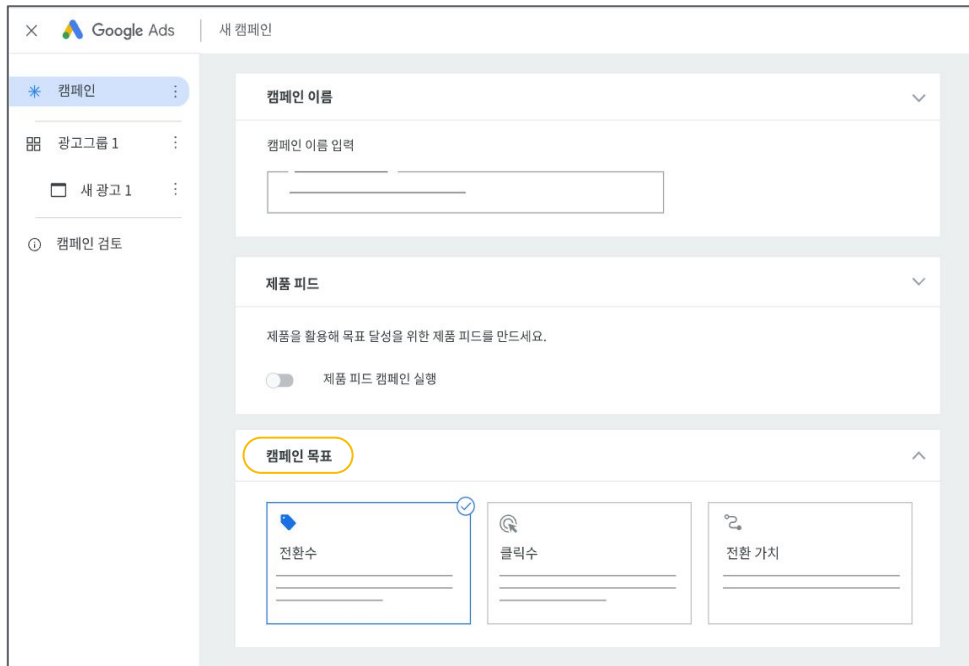 Google Ads
새 캠페인
캠페인
광고그룹 1
새 광고 1
캠페인 검토
캠페인 이름
캠페인 이름 입력
제품 피드
제품을 활용해 목표 달성을 위한 제품 피드를 만드세요.
제품 피드 캠페인 실행
캠페인 목표
전환수
클릭수
전환 가치